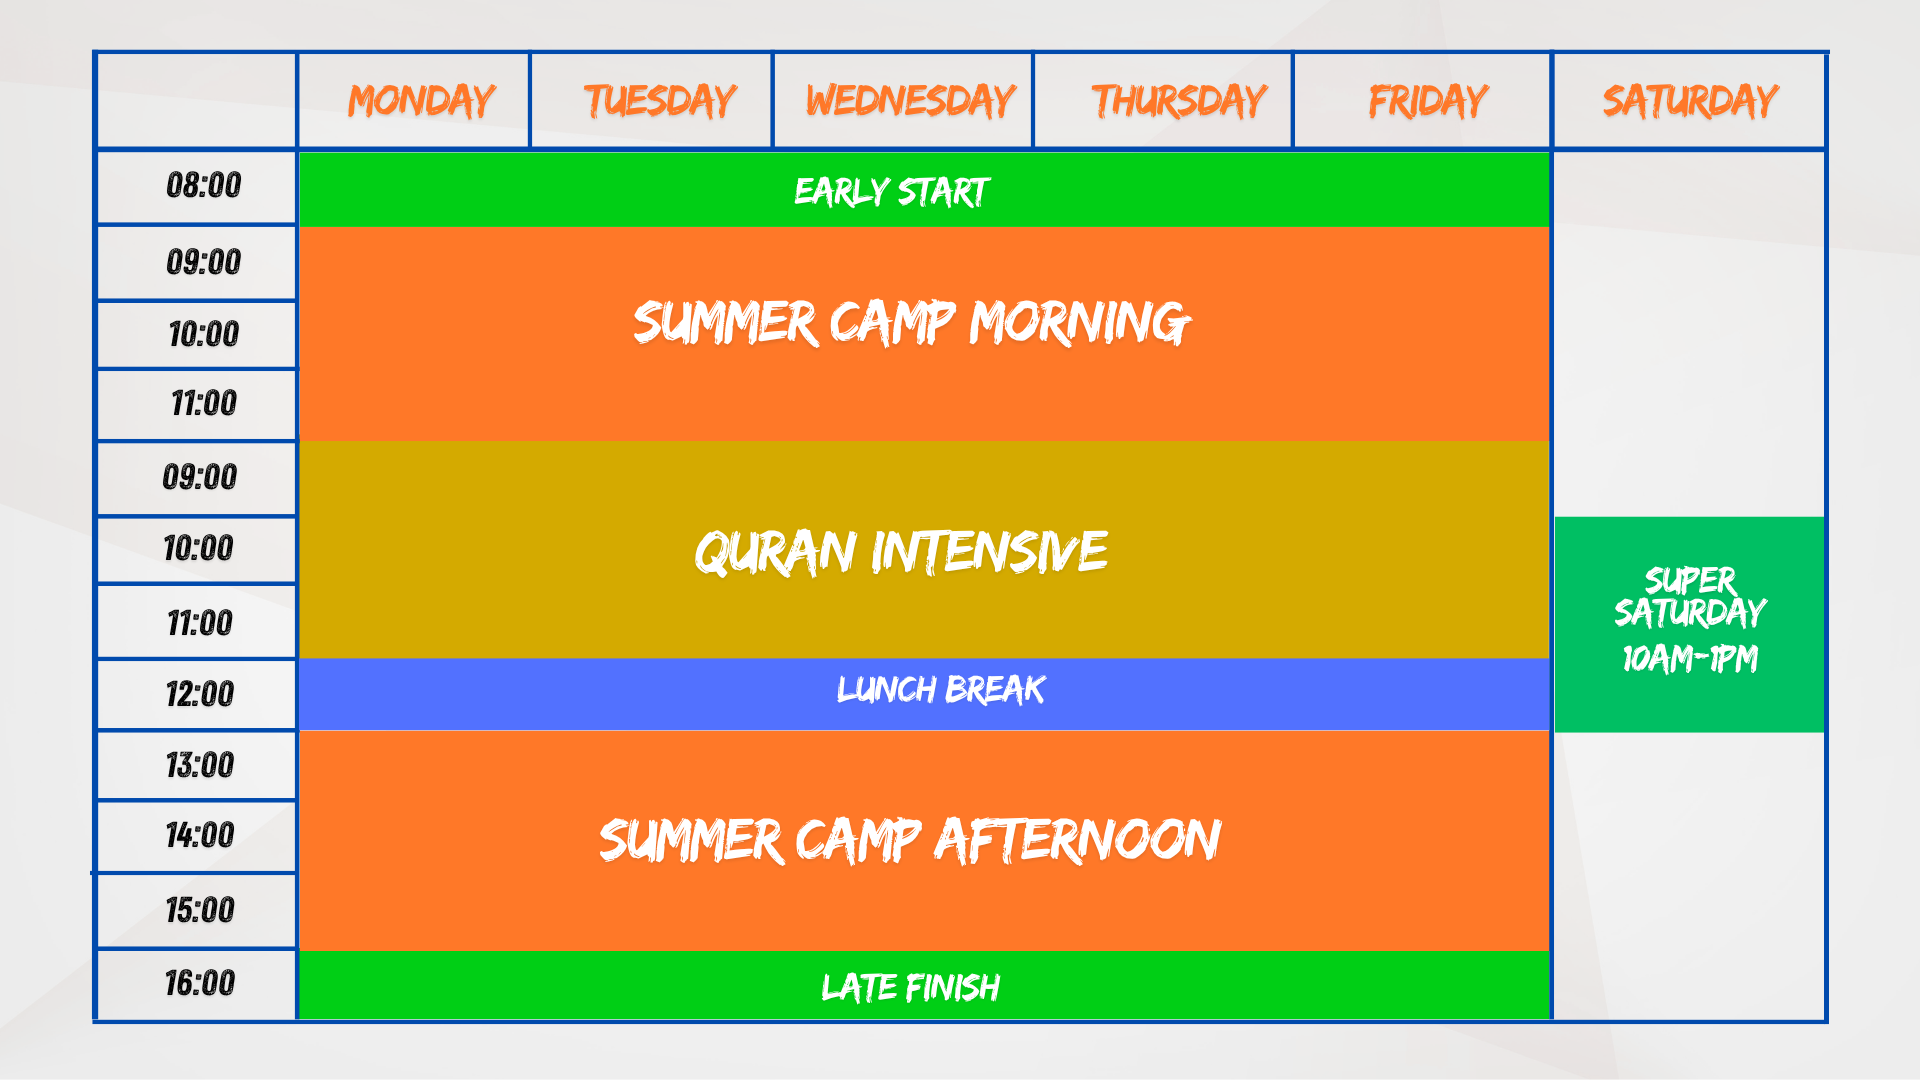 MONDAY TUESDAY WEDNESDAY THURSDAY FRIDAY SATURDAY
08:00 EARLY START
09:00
SUMMER CAMP MORNING
10:00
11:00
09:00
10:00 QURAN INTENSIVE
SUPER
SATURDAY
10AM-1PM
11:00
12:00 LUNCH BREAK
13:00
14:00 SUMMER CAMP AFTERNOON
15:00
16:00 LATE FINISH